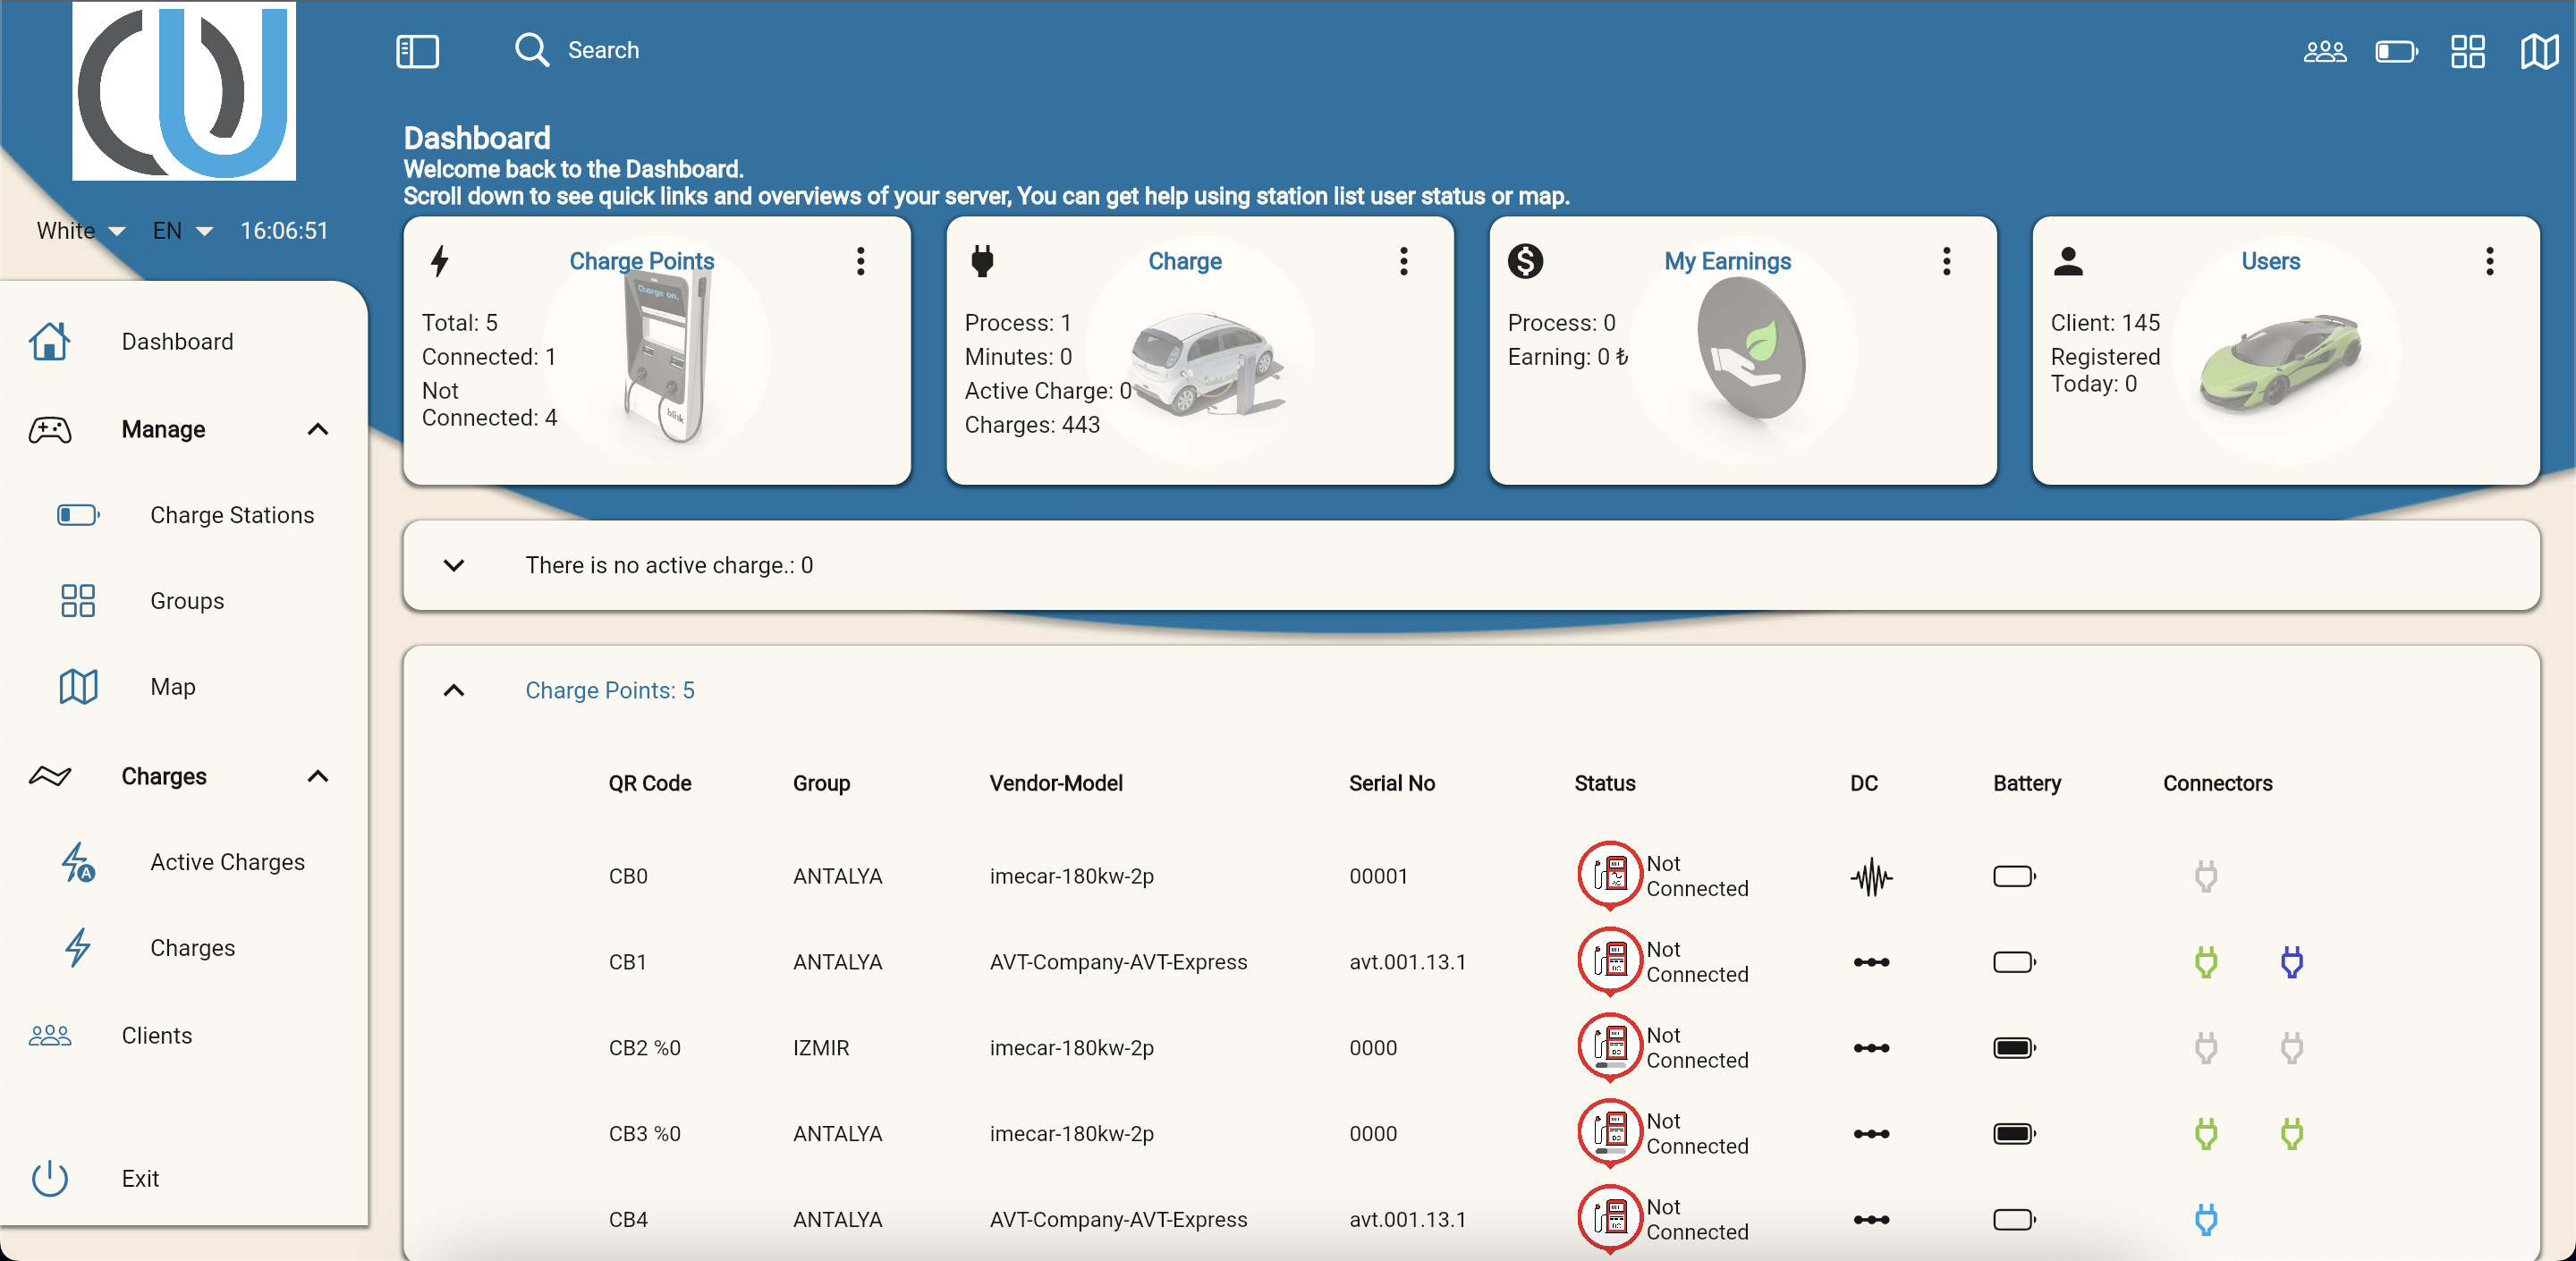 Search
Dashboard
Welcome back to the Dashboard.
Scroll down to see quick links and overviews of your server, You can get help using station list user status or map.
White EN 16:06:51
Dashboard
Manage
Charge Stations
Groups
Map
Charges
Active Charges
Charges
Clients
Exit
Charge Points
Total: 5
Connected: 1
Not
Connected: 4
Charge on.
blink
Charge
Process: 1
Minutes: 0
Active Charge: 0
Charges: 443
My Earnings
Process: 0
Earning: 0 ₺
Users
Client: 145
Registered
Today: 0
There is no active charge.: 0
Charge Points: 5
QR Code Group Vendor-Model Serial No Status DC Battery Connectors
CB0 ANTALYA imecar-180kw-2p 00001 Not
Connected
CB1 ANTALYA AVT-Company-AVT-Express avt.001.13.1 Not
Connected
CB2 %0 IZMIR imecar-180kw-2p 0000 Not
Connected
CB3 %0 ANTALYA imecar-180kw-2p 0000 Not
Connected
CB4 ANTALYA AVT-Company-AVT-Express avt.001.13.1 Not
Connected